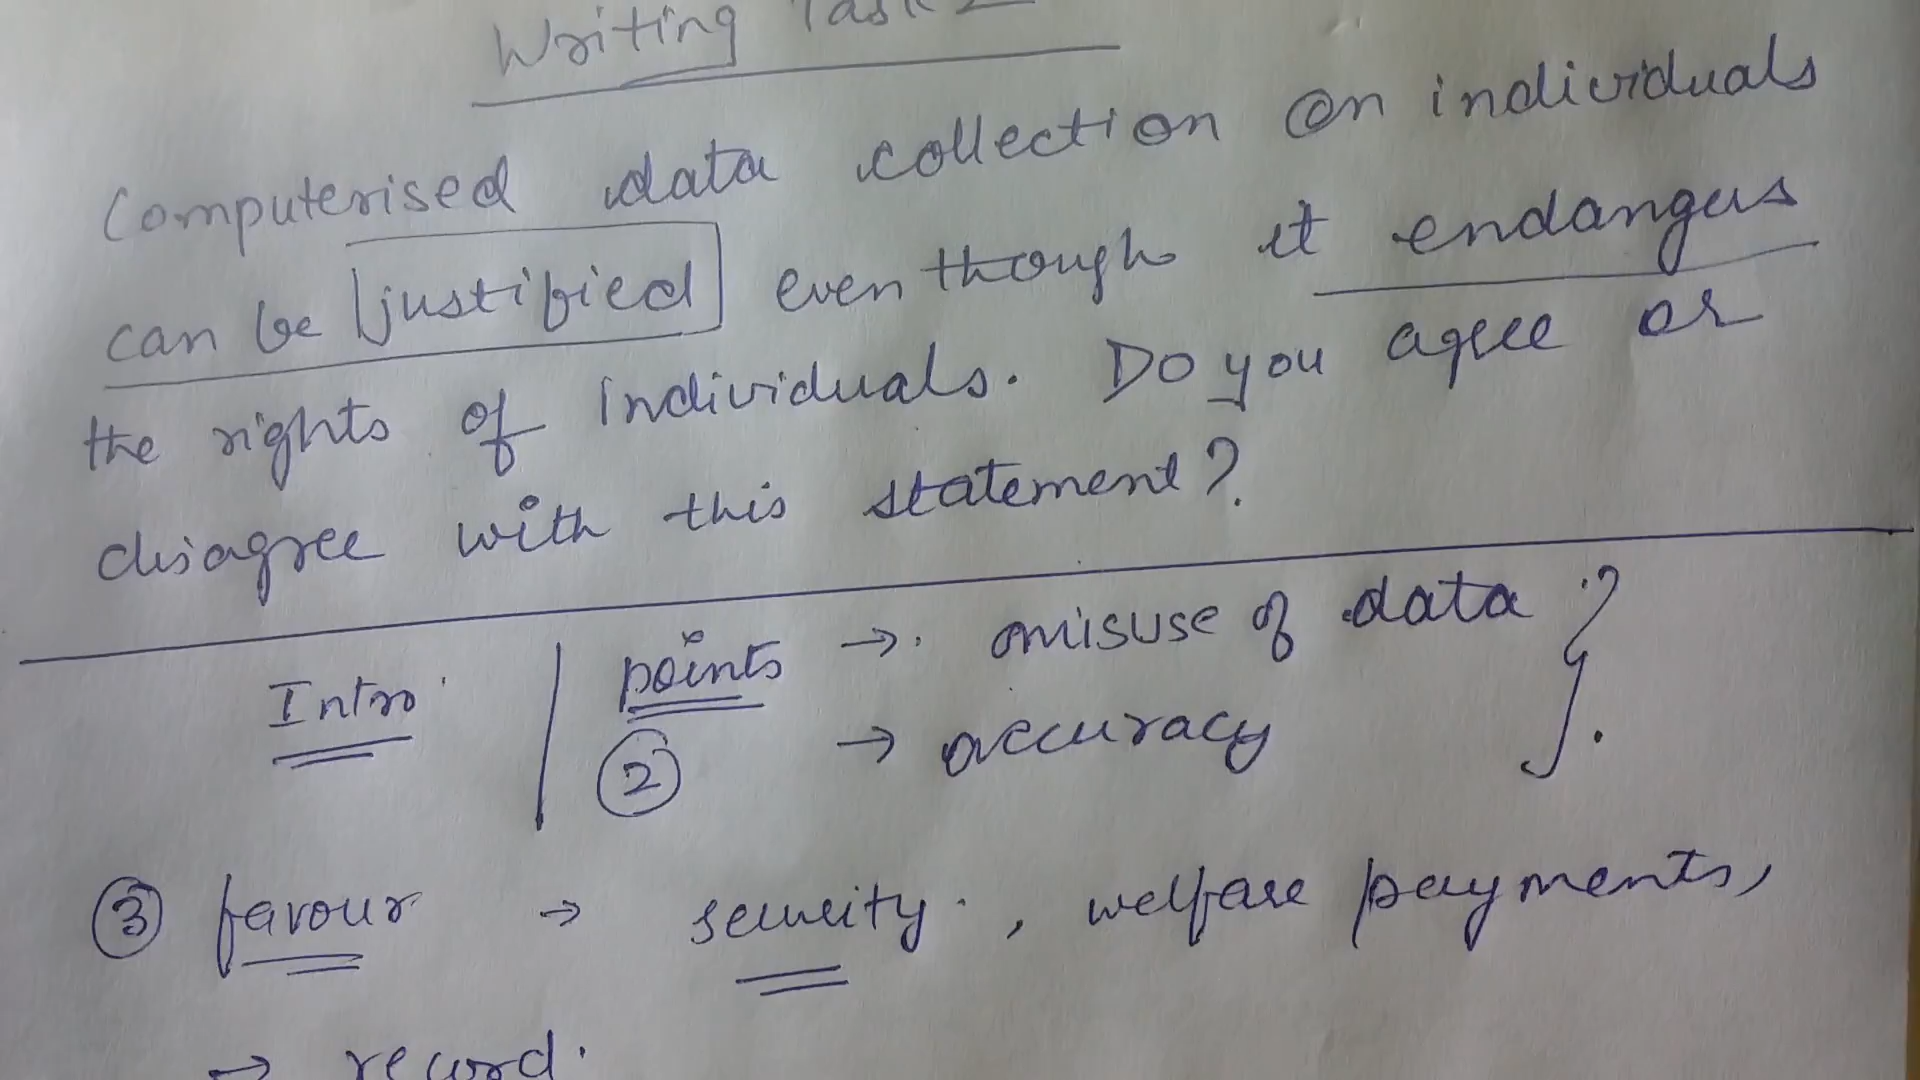 Writing Task 2
Computerised data collection on individuals
can be justified even though it endangers
the rights of individuals. Do you agree or
disagree with this statement?
Intro. points → misuse of data
② → accuracy
③ favour → security, welfare payments,
→ record.